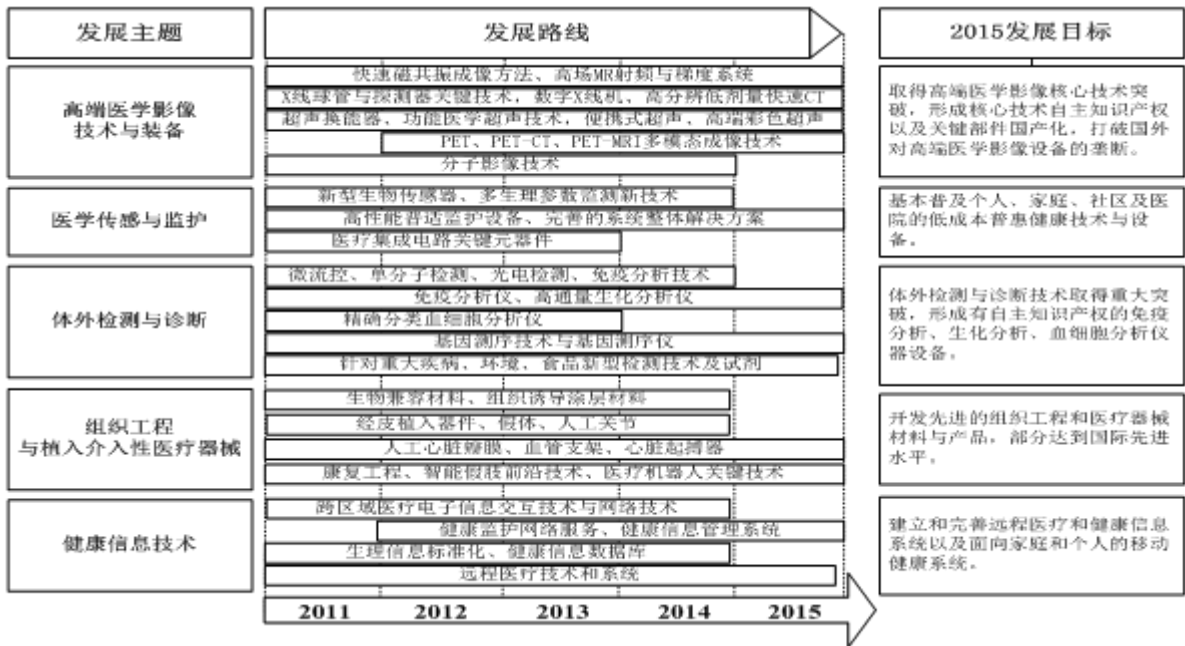 发展主题
发展路线
2015发展目标
高端医学影像
技术与装备
快速磁共振成像方法、高场MR射频与梯度系统
X线球管与探测器关键技术，数字X线机、高分辨低剂量快速CT
超声换能器、功能医学超声技术，便携式超声、高端彩色超声
PET、PET-CT、PET-MRI多模态成像技术
分子影像技术
取得高端医学影像核心技术突
破，形成核心技术自主知识产权
以及关键部件国产化，打破国外
对高端医学影像设备的垄断。
医学传感与监护
新型生物传感器、多生理参数监测新技术
高性能普适监护设备、完善的系统整体解决方案
医疗集成电路关键元器件
基本普及个人、家庭、社区及医
院的低成本普惠健康技术与设
备。
体外检测与诊断
微流控、单分子检测、光电检测、免疫分析技术
免疫分析仪、高通量生化分析仪
精确分类血细胞分析仪
基因测序技术与基因测序仪
针对重大疾病、环境、食品新型检测技术及试剂
体外检测与诊断技术取得重大突
破，形成有自主知识产权的免疫
分析、生化分析、血细胞分析仪
器设备。
组织工程
与植入介入性医疗器械
生物兼容材料、组织诱导涂层材料
经皮植入器件、假体、人工关节
人工心脏瓣膜、血管支架、心脏起搏器
康复工程、智能假肢前沿技术、医疗机器人关键技术
开发先进的组织工程和医疗器械
材料与产品，部分达到国际先进
水平。
健康信息技术
跨区域医疗电子信息交互技术与网络技术
健康监护网络服务、健康信息管理系统
生理信息标准化、健康信息数据库
远程医疗技术和系统
建立和完善远程医疗和健康信息
系统以及面向家庭和个人的移动
健康系统。
2011 2012 2013 2014 2015